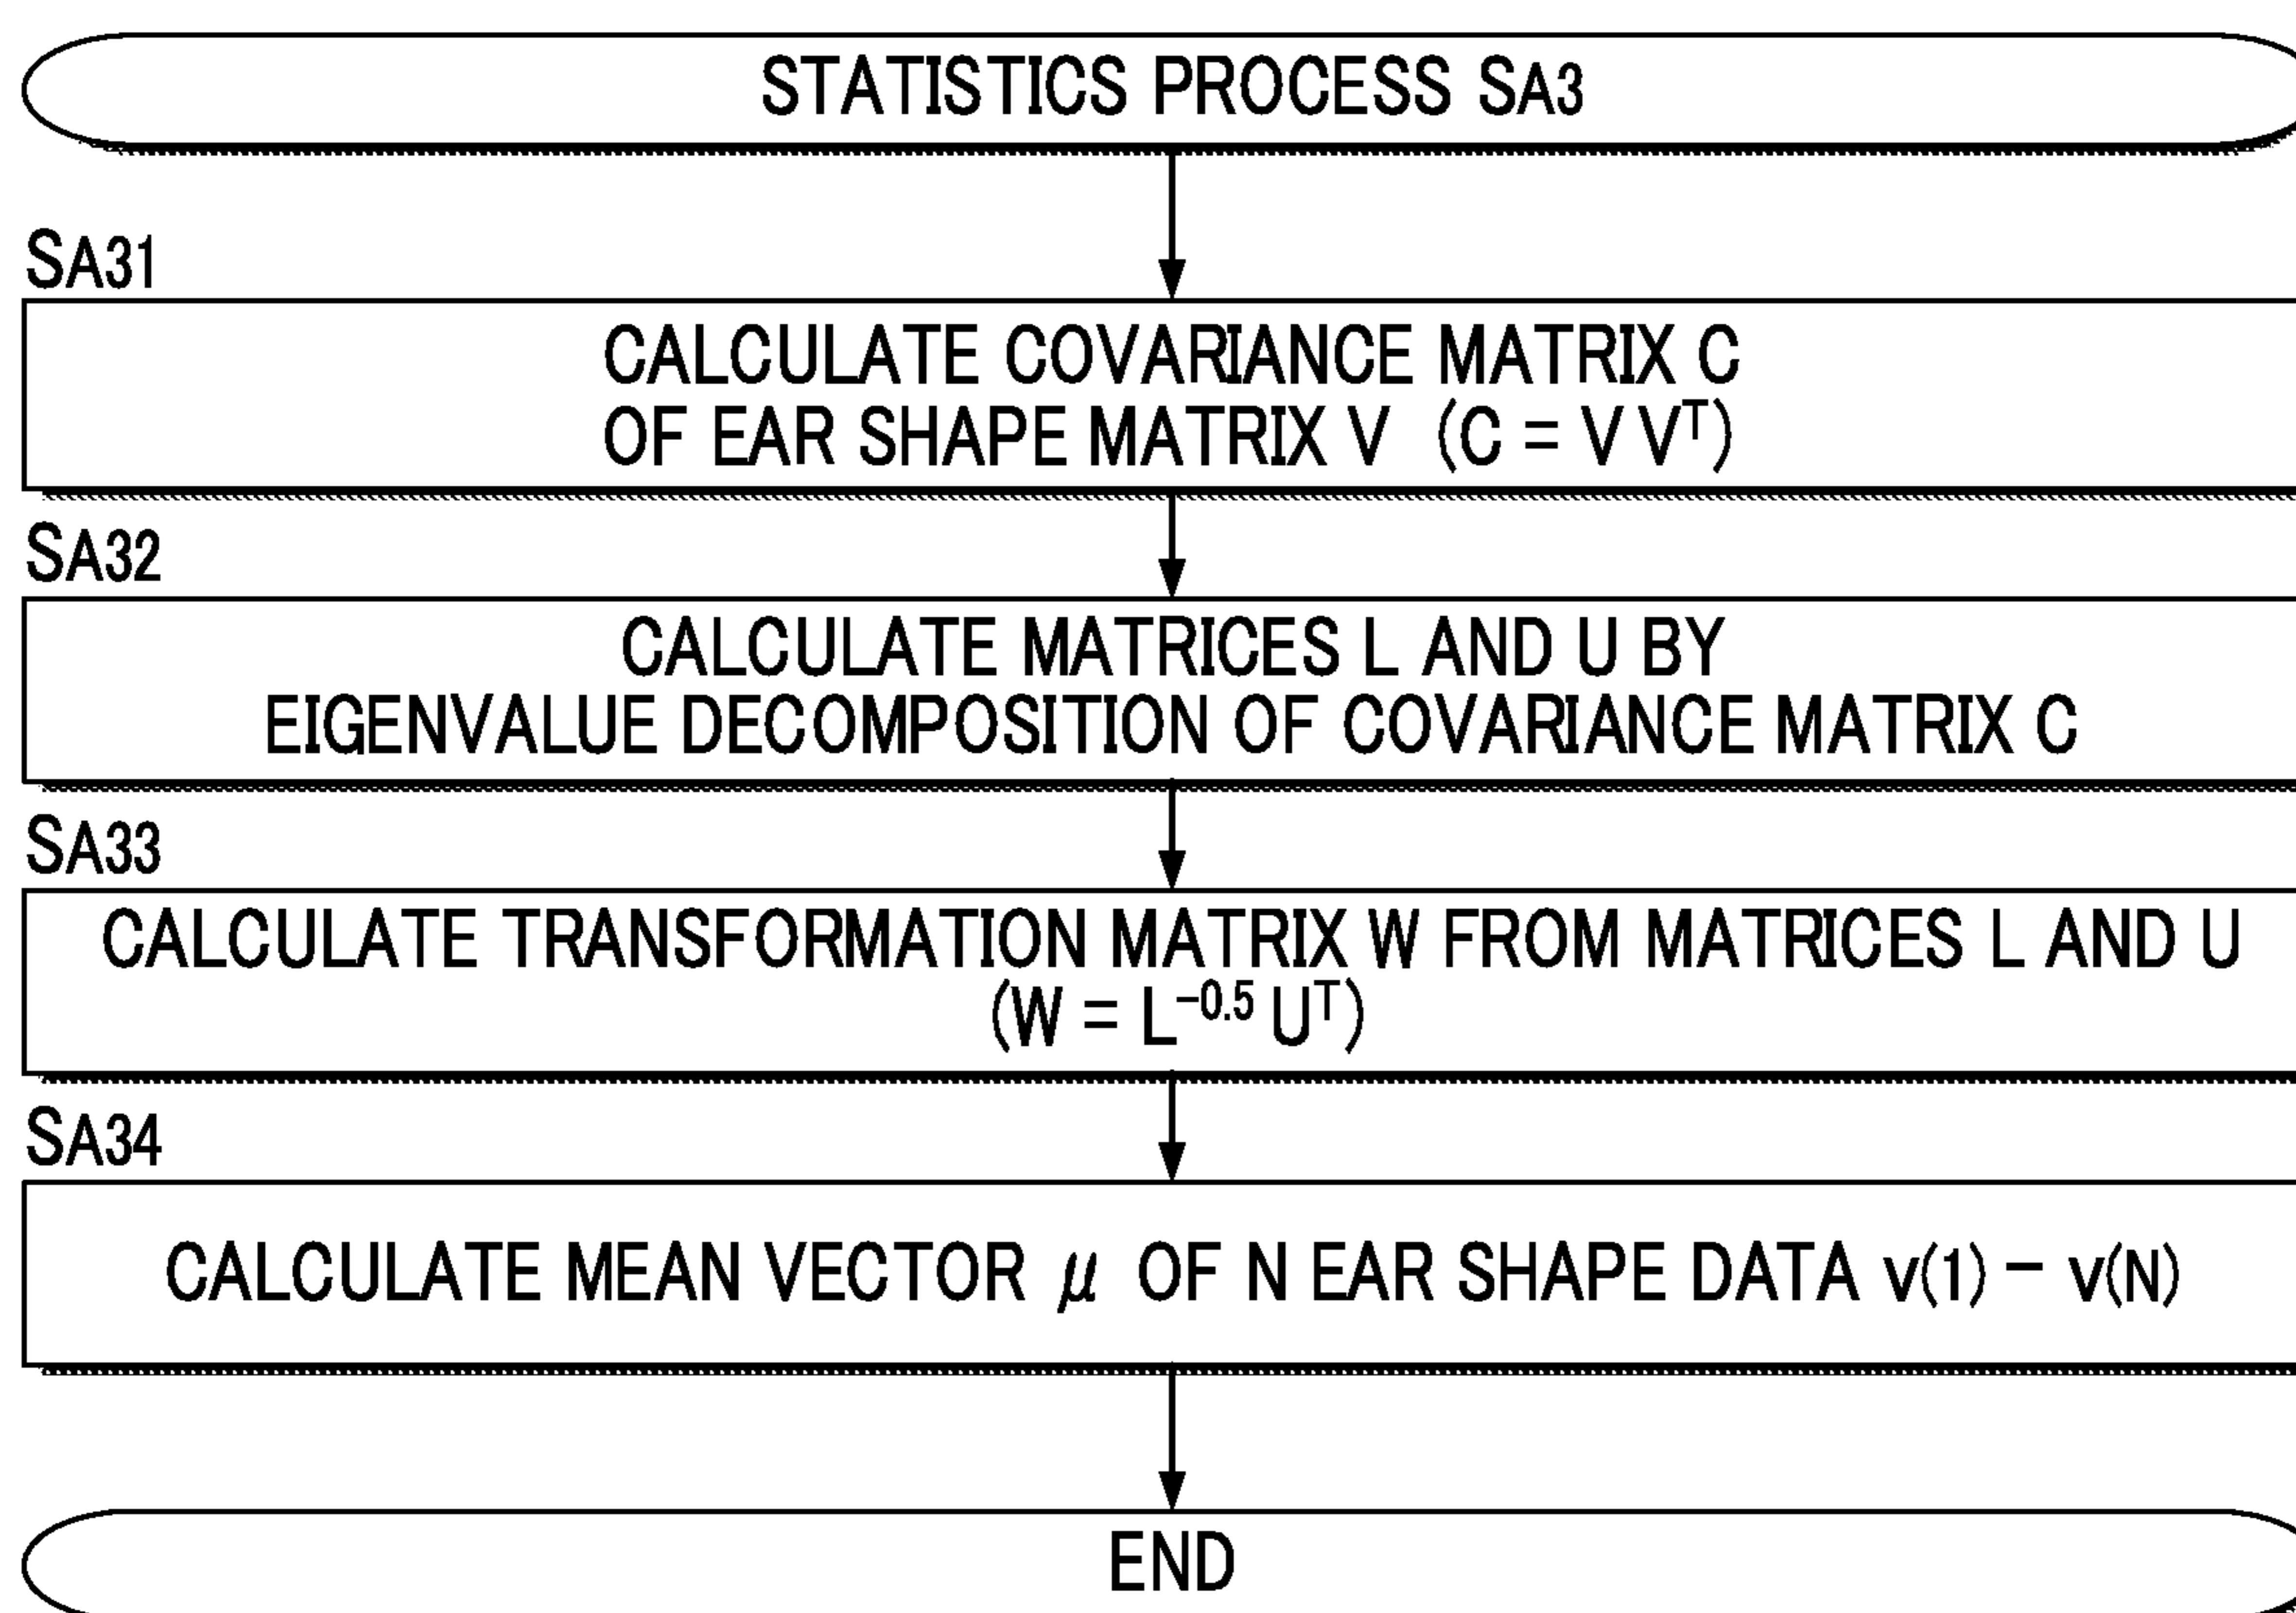 STATISTICS PROCESS SA3
SA31
CALCULATE COVARIANCE MATRIX C
OF EAR SHAPE MATRIX V (C = V Vᵀ)
SA32
CALCULATE MATRICES L AND U BY
EIGENVALUE DECOMPOSITION OF COVARIANCE MATRIX C
SA33
CALCULATE TRANSFORMATION MATRIX W FROM MATRICES L AND U
(W = L⁻⁰·⁵ Uᵀ)
SA34
CALCULATE MEAN VECTOR μ OF N EAR SHAPE DATA v(1) − v(N)
END